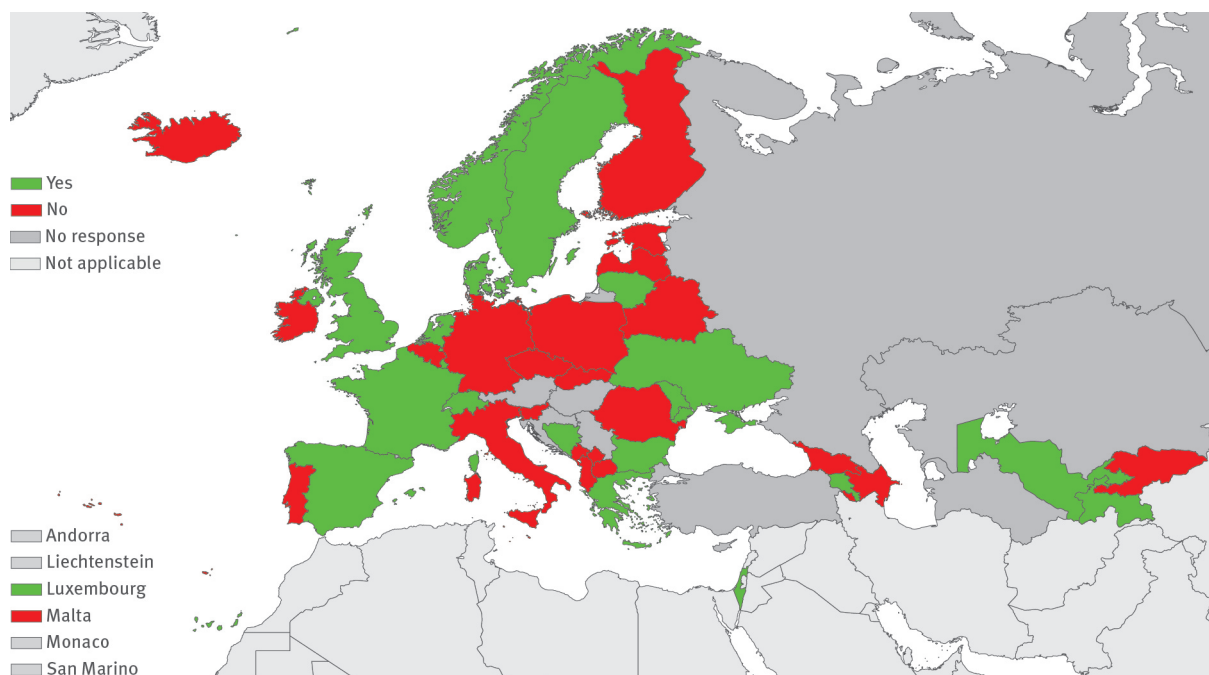 Yes
No
No response
Not applicable
Andorra
Liechtenstein
Luxembourg
Malta
Monaco
San Marino